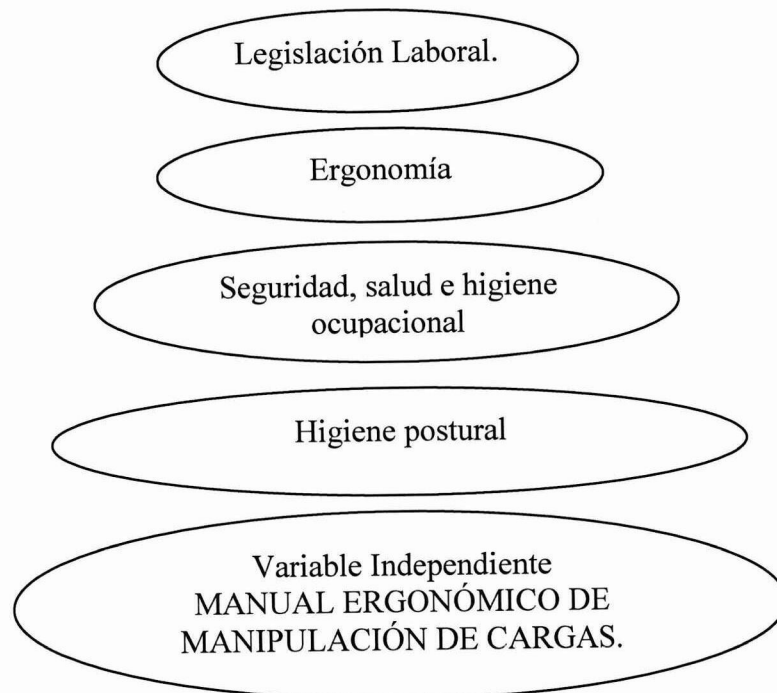 Legislación Laboral.
Ergonomía
Seguridad, salud e higiene
ocupacional
Higiene postural
Variable Independiente
MANUAL ERGONÓMICO DE
MANIPULACIÓN DE CARGAS.